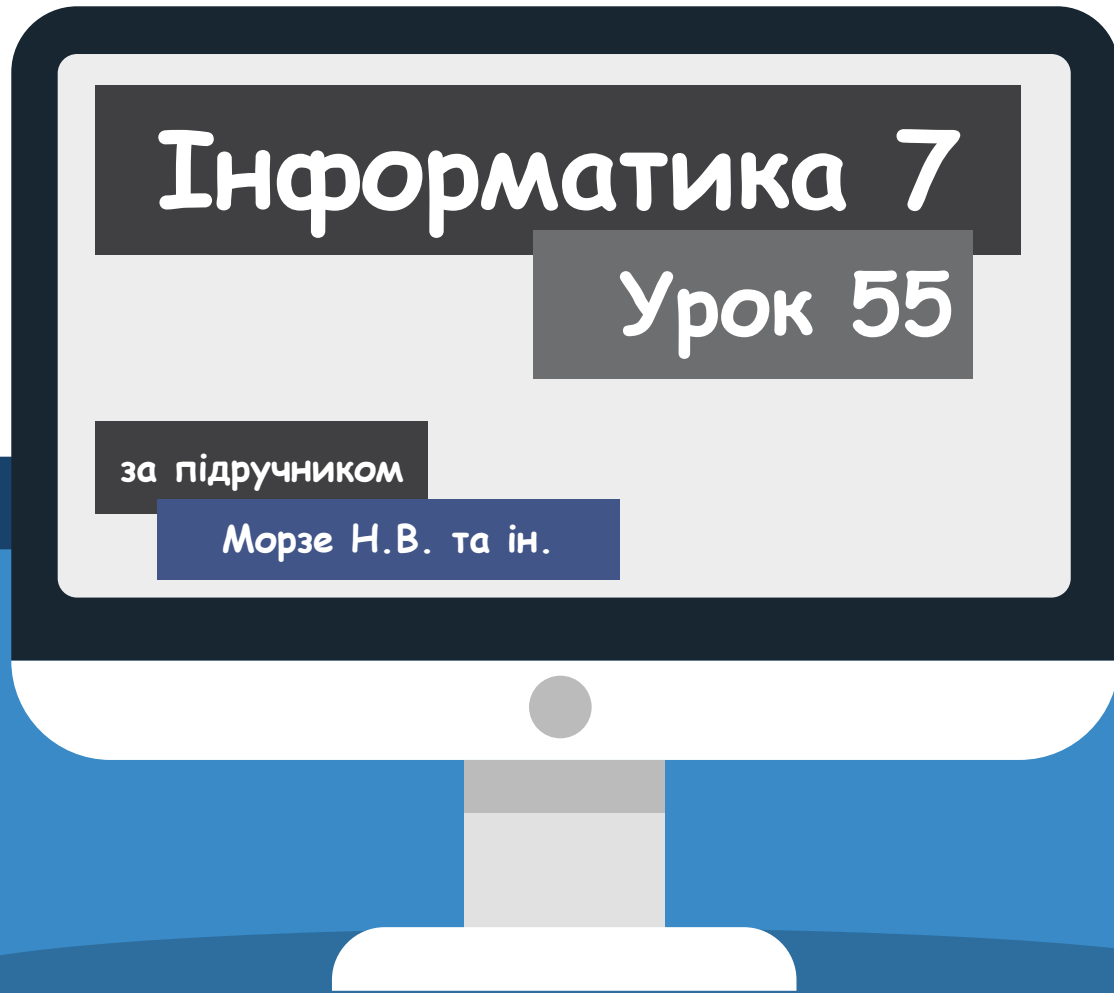 Інформатика 7
Урок 55
за підручником
Морзе Н.В. та ін.